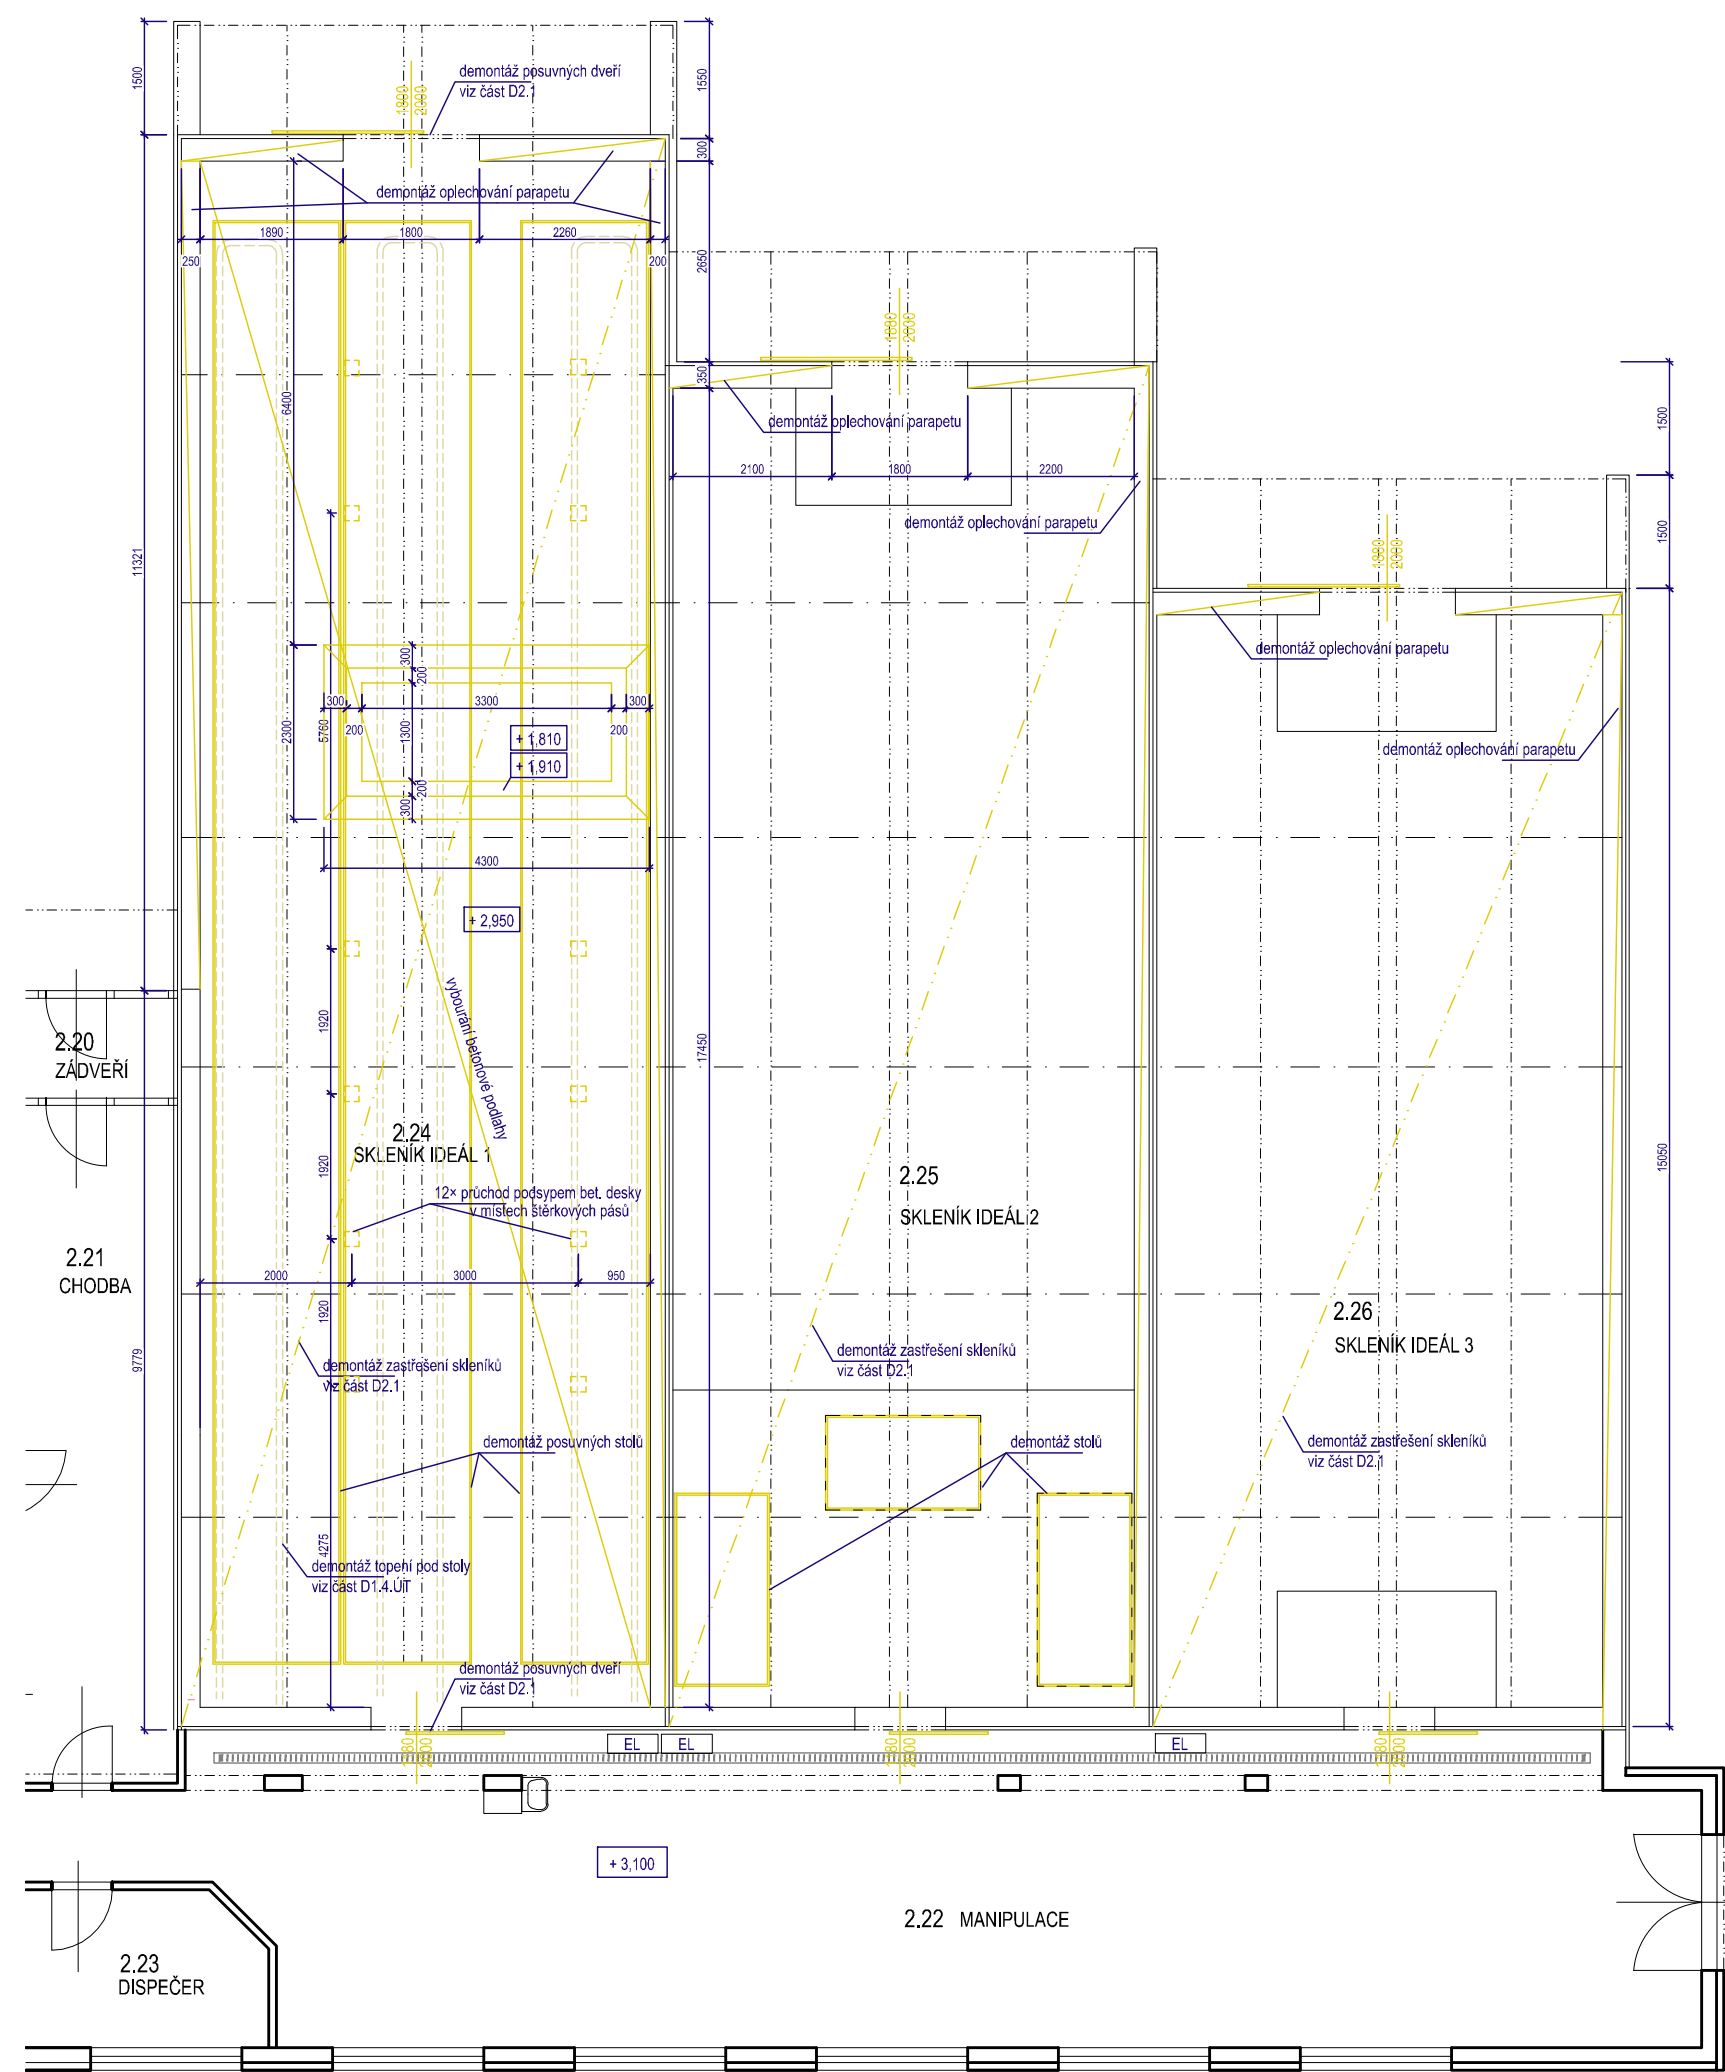 1500
1550
demontáž posuvných dveří
viz část D2.1
1800
2000
300
demontáž oplechování parapetu
1890
1800
2260
250
200
2650
1800
2000
350
6400
demontáž oplechování parapetu
2100
1800
2200
demontáž oplechování parapetu
1500
1500
1800
2000
11321
demontáž oplechování parapetu
demontáž oplechování parapetu
300
200
300
3300
300
200
1300
200
2300
5760
+ 1,810
+ 1,910
200
300
4300
+ 2,950
vybourání betonové podlahy
1920
17450
2.20
ZÁDVEŘÍ
2.24
SKLENÍK IDEÁL 1
1920
15050
12× průchod podsypem bet. desky
v místech štěrkových pásů
2.25
SKLENÍK IDEÁL 2
2.21
CHODBA
2000
3000
950
1920
2.26
SKLENÍK IDEÁL 3
9779
demontáž zastřešení skleníků
viz část D2.1
demontáž zastřešení skleníků
viz část D2.1
demontáž posuvných stolů
demontáž stolů
demontáž zastřešení skleníků
viz část D2.1
4275
demontáž topení pod stoly
viz část D1.4.ÚT
demontáž posuvných dveří
viz část D2.1
EL
EL
EL
+ 3,100
2.22 MANIPULACE
2.23
DISPEČER